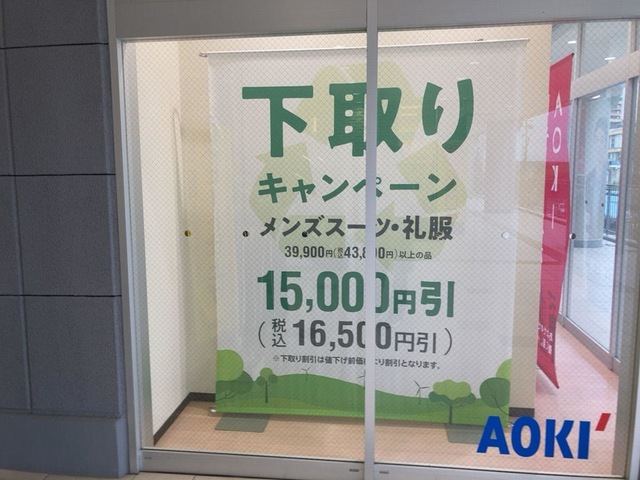 下取り
キャンペーン
メンズスーツ・礼服
39,900円(税込43,890円)以上の品
15,000円引
(税込 16,500円引)
※下取り割引は値下げ前価格より割引となります。
AOKI
AOKI